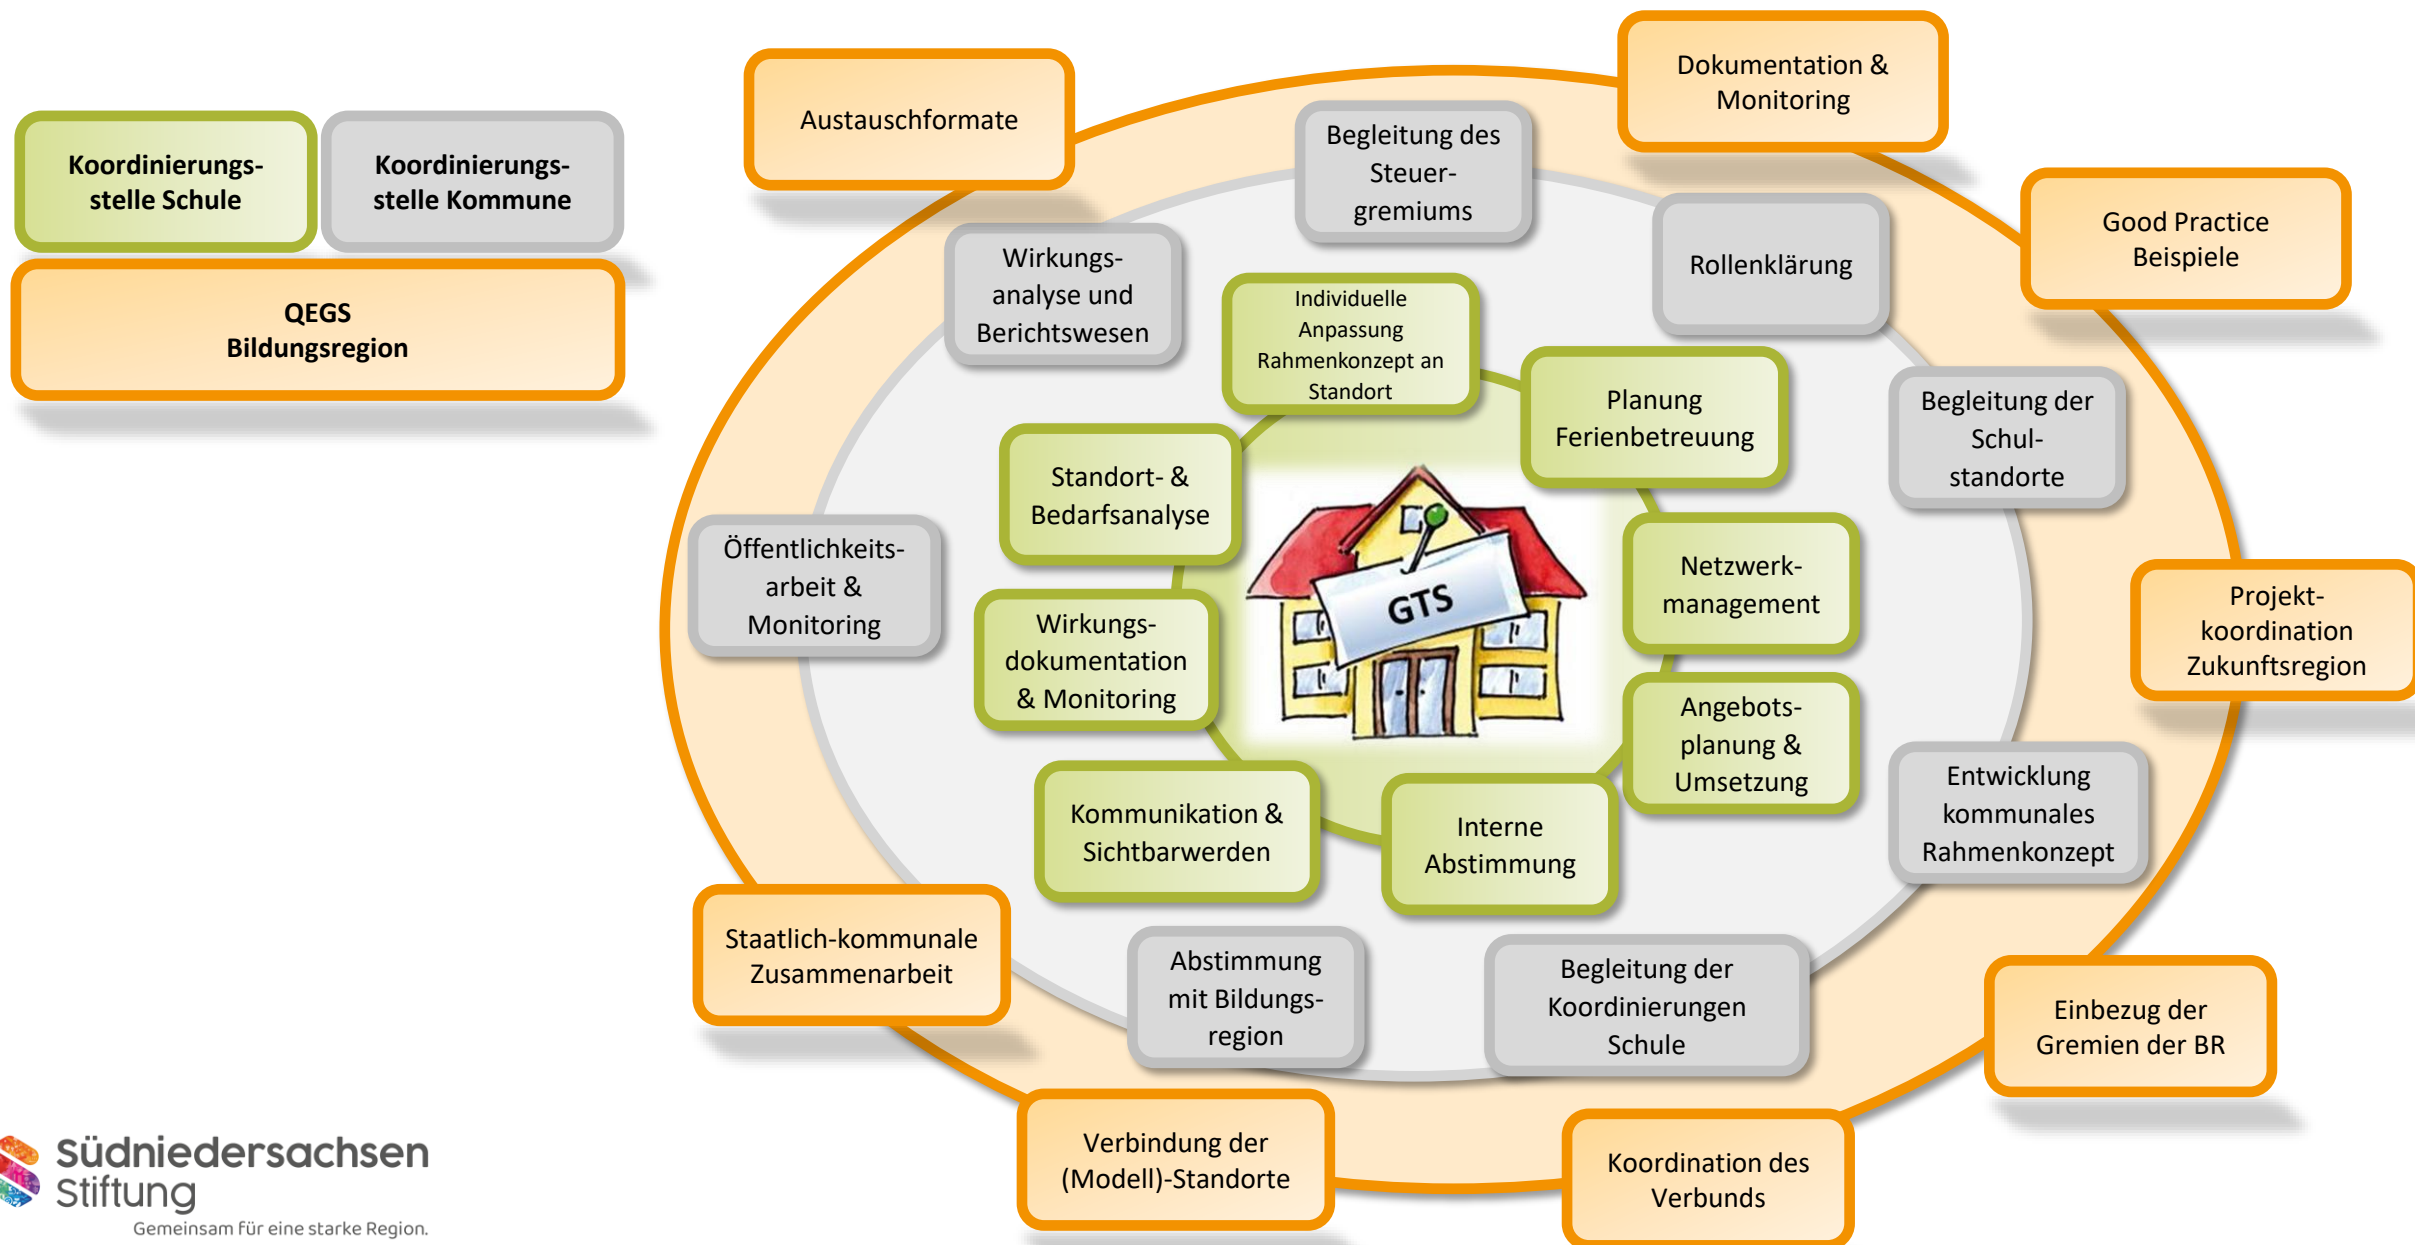 Koordinierungs-
stelle Schule
Koordinierungs-
stelle Kommune
QEGS
Bildungsregion
Austauschformate
Dokumentation &
Monitoring
Good Practice
Beispiele
Projekt-
koordination
Zukunftsregion
Einbezug der
Gremien der BR
Koordination des
Verbunds
Verbindung der
(Modell)-Standorte
Staatlich-kommunale
Zusammenarbeit
Begleitung des
Steuer-
gremiums
Rollenklärung
Begleitung der
Schul-
standorte
Entwicklung
kommunales
Rahmenkonzept
Begleitung der
Koordinierungen
Schule
Abstimmung
mit Bildungs-
region
Öffentlichkeits-
arbeit &
Monitoring
Wirkungs-
analyse und
Berichtswesen
Individuelle
Anpassung
Rahmenkonzept an
Standort
Planung
Ferienbetreuung
Netzwerk-
management
Angebots-
planung &
Umsetzung
Interne
Abstimmung
Kommunikation &
Sichtbarwerden
Wirkungs-
dokumentation
& Monitoring
Standort- &
Bedarfsanalyse
GTS
Südniedersachsen
Stiftung
Gemeinsam für eine starke Region.